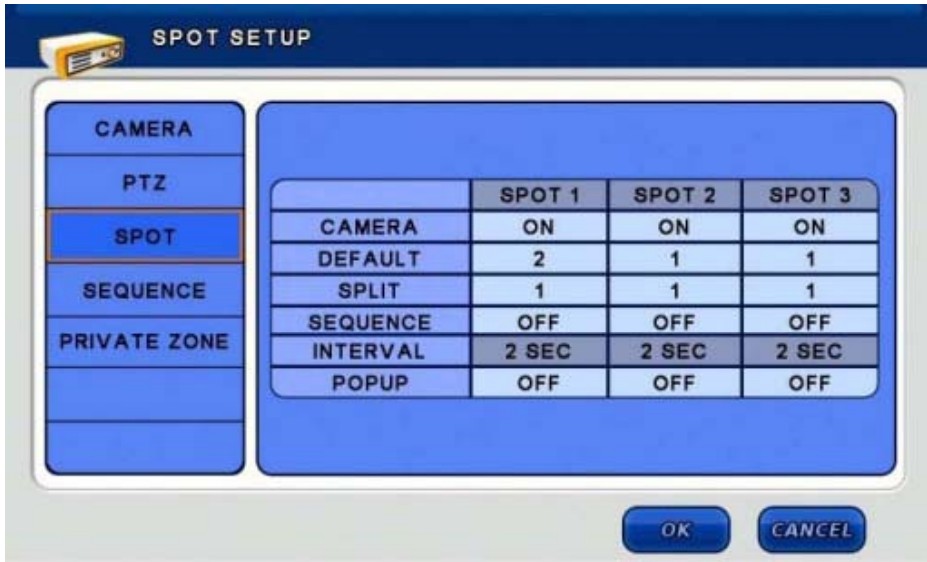 SPOT SETUP
CAMERA
PTZ
SPOT
SEQUENCE
PRIVATE ZONE
SPOT 1 SPOT 2 SPOT 3
CAMERA ON ON ON
DEFAULT 2 1 1
SPLIT 1 1 1
SEQUENCE OFF OFF OFF
INTERVAL 2 SEC 2 SEC 2 SEC
POPUP OFF OFF OFF
OK CANCEL